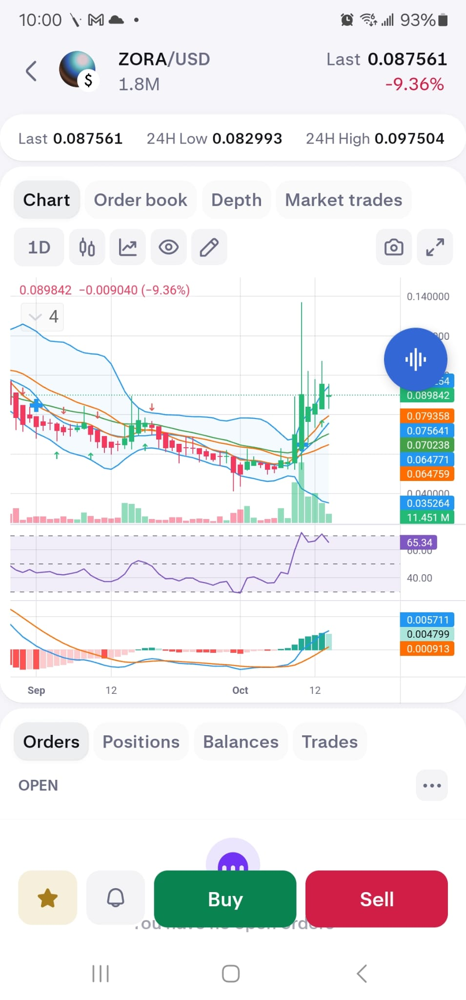 10:00
93%
ZORA/USD
Last 0.087561
1.8M
-9.36%
Last 0.087561
24H Low 0.082993
24H High 0.097504
Chart
Order book
Depth
Market trades
1D
0.089842 −0.009040 (−9.36%)
4
0.140000
54
0.089842
0.079358
0.075641
0.070238
0.064771
0.064759
0.040000
0.035264
11.451 M
65.34
60.00
40.00
0.005711
0.004799
0.000913
Sep
12
Oct
12
Orders
Positions
Balances
Trades
OPEN
Buy
Sell